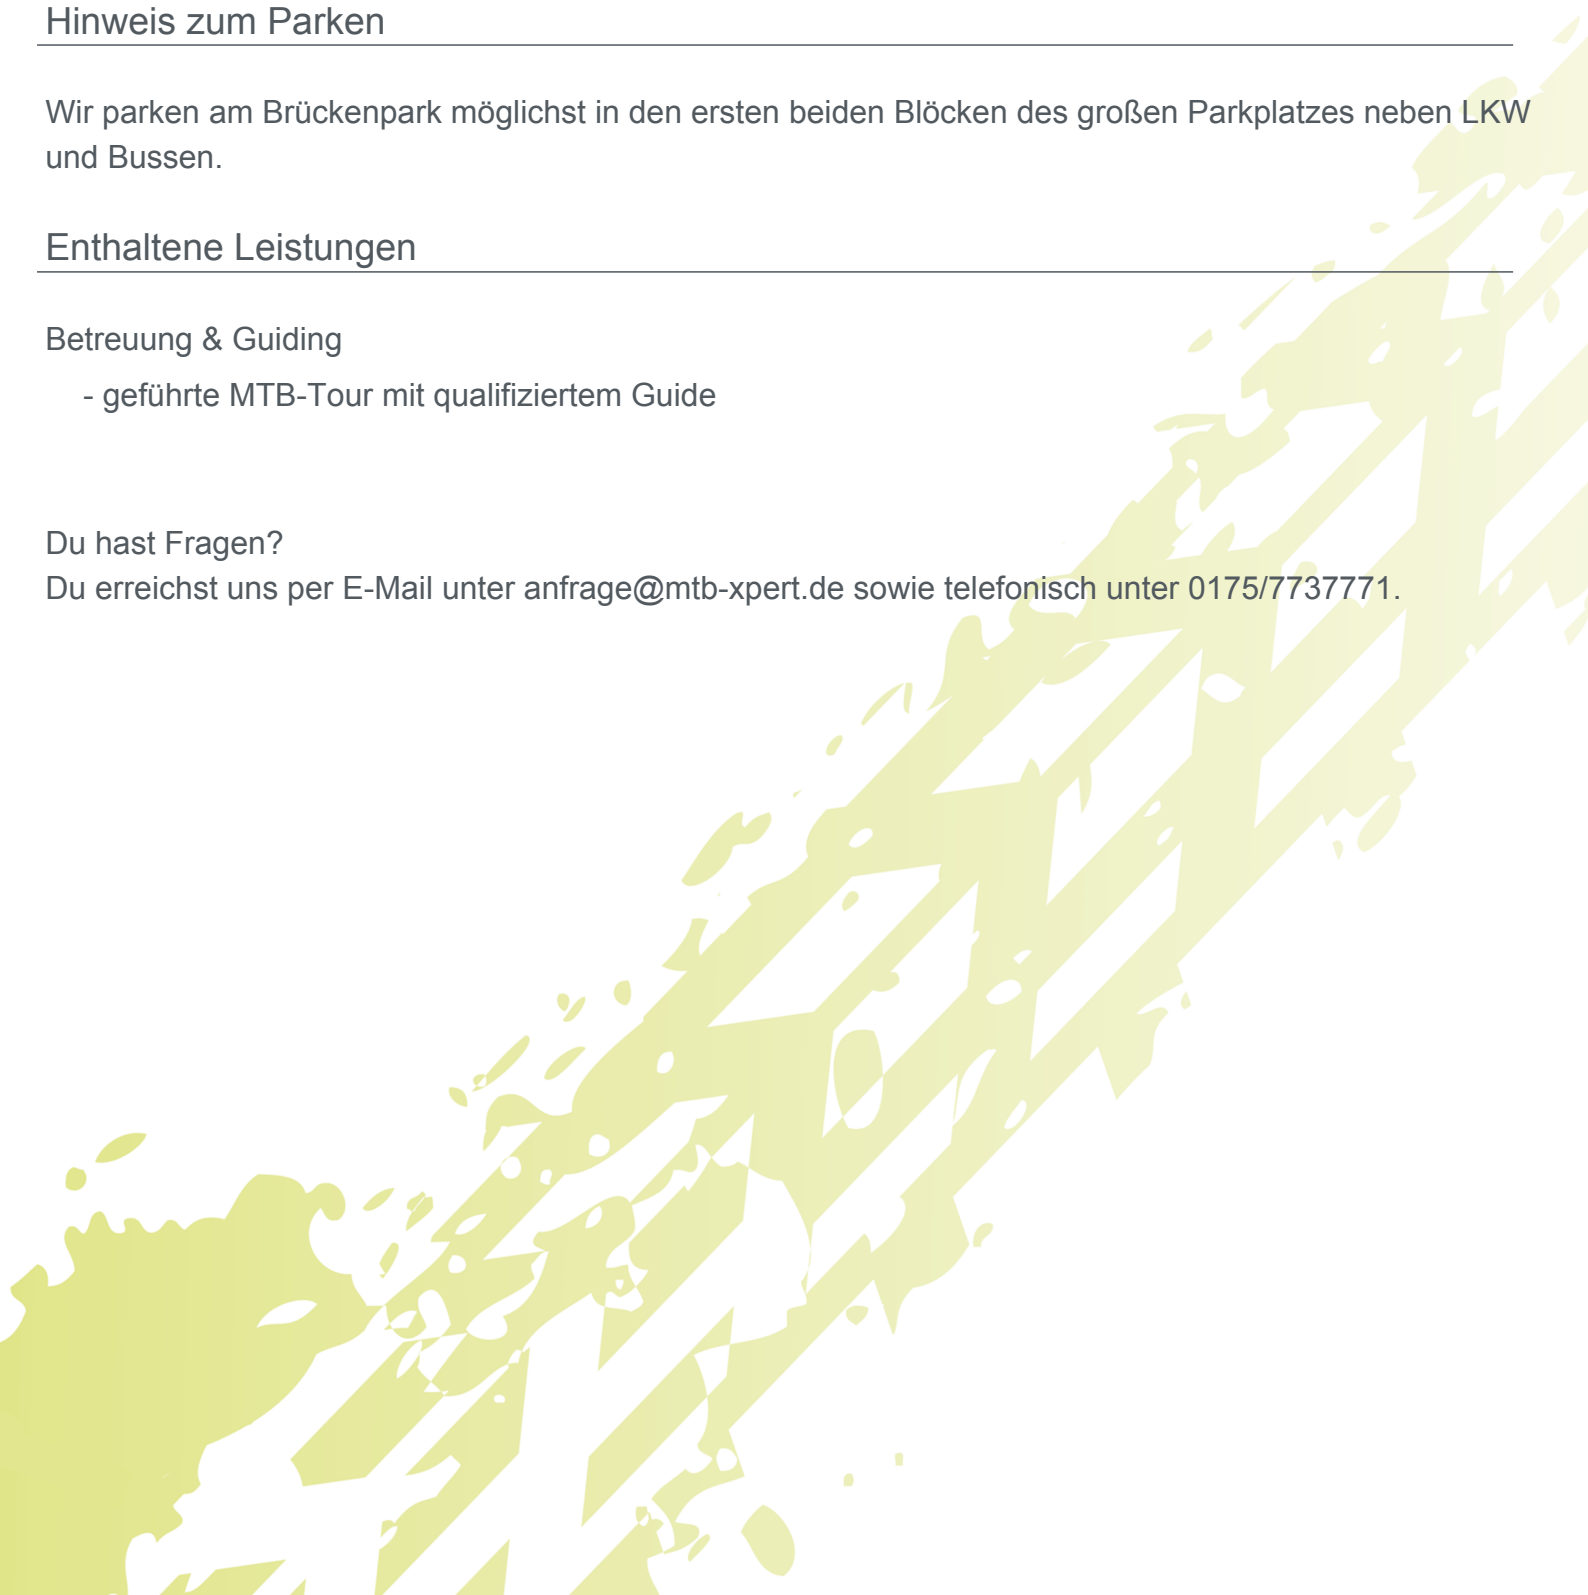 Hinweis zum Parken
Wir parken am Brückenpark möglichst in den ersten beiden Blöcken des großen Parkplatzes neben LKW
und Bussen.
Enthaltene Leistungen
Betreuung & Guiding
- geführte MTB-Tour mit qualifiziertem Guide
Du hast Fragen?
Du erreichst uns per E-Mail unter anfrage@mtb-xpert.de sowie telefonisch unter 0175/7737771.